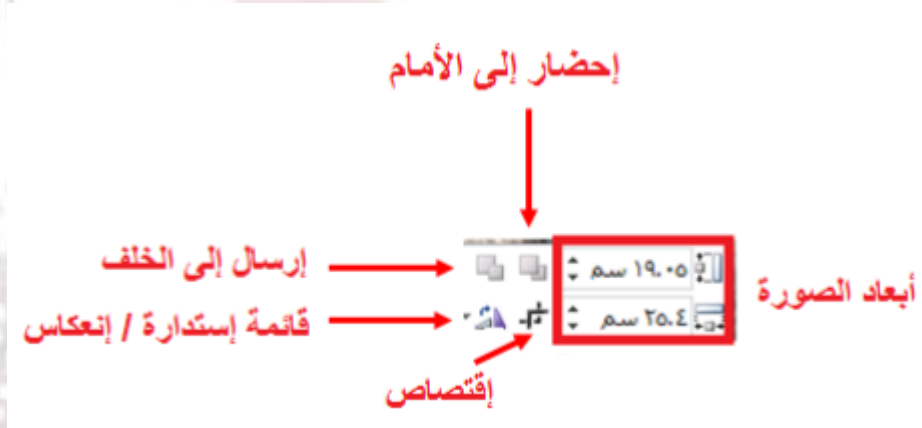 إحضار إلى الأمام
إرسال إلى الخلف
١٩.٠٥ سم
أبعاد الصورة
قائمة إستدارة / إنعكاس
٢٥.٤ سم
إقتصاص